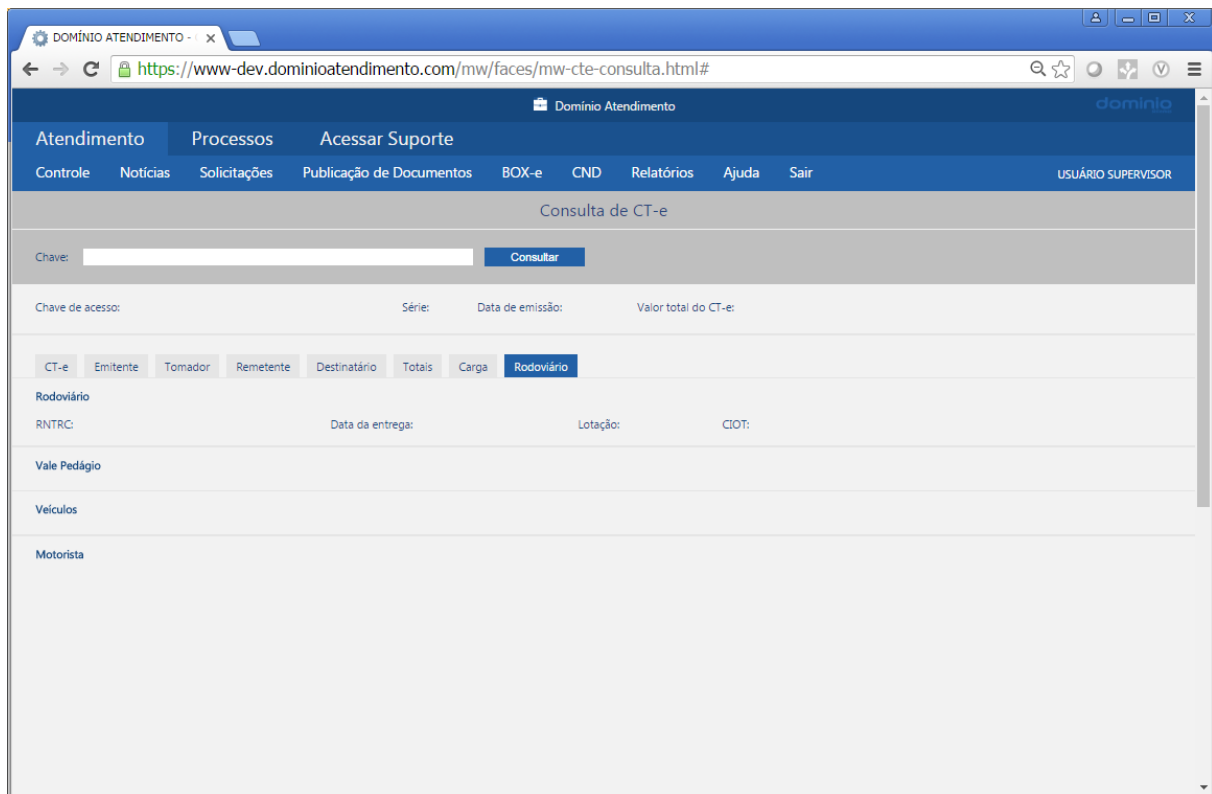 DOMÍNIO ATENDIMENTO -
https://www-dev.dominioatendimento.com/mw/faces/mw-cte-consulta.html#
Domínio Atendimento
domínio
Atendimento Processos Acessar Suporte
Controle Notícias Solicitações Publicação de Documentos BOX-e CND Relatórios Ajuda Sair USUÁRIO SUPERVISOR
Consulta de CT-e
Chave: Consultar
Chave de acesso: Série: Data de emissão: Valor total do CT-e:
CT-e Emitente Tomador Remetente Destinatário Totais Carga Rodoviário
Rodoviário
RNTRC: Data da entrega: Lotação: CIOT:
Vale Pedágio
Veículos
Motorista